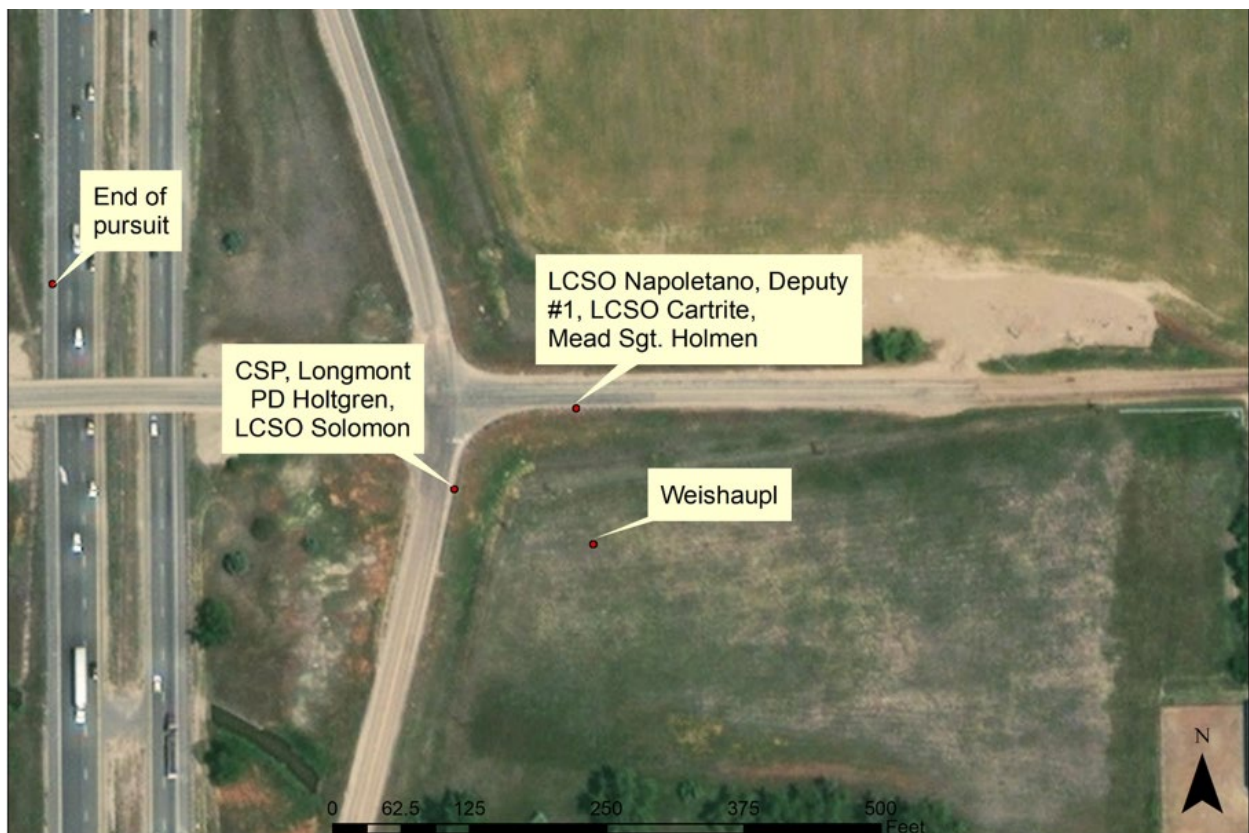 End of
pursuit
LCSO Napoletano, Deputy
#1, LCSO Cartrite,
Mead Sgt. Holmen
CSP, Longmont
PD Holtgren,
LCSO Solomon
Weishaupl
N
0 62.5 125 250 375 500
Feet